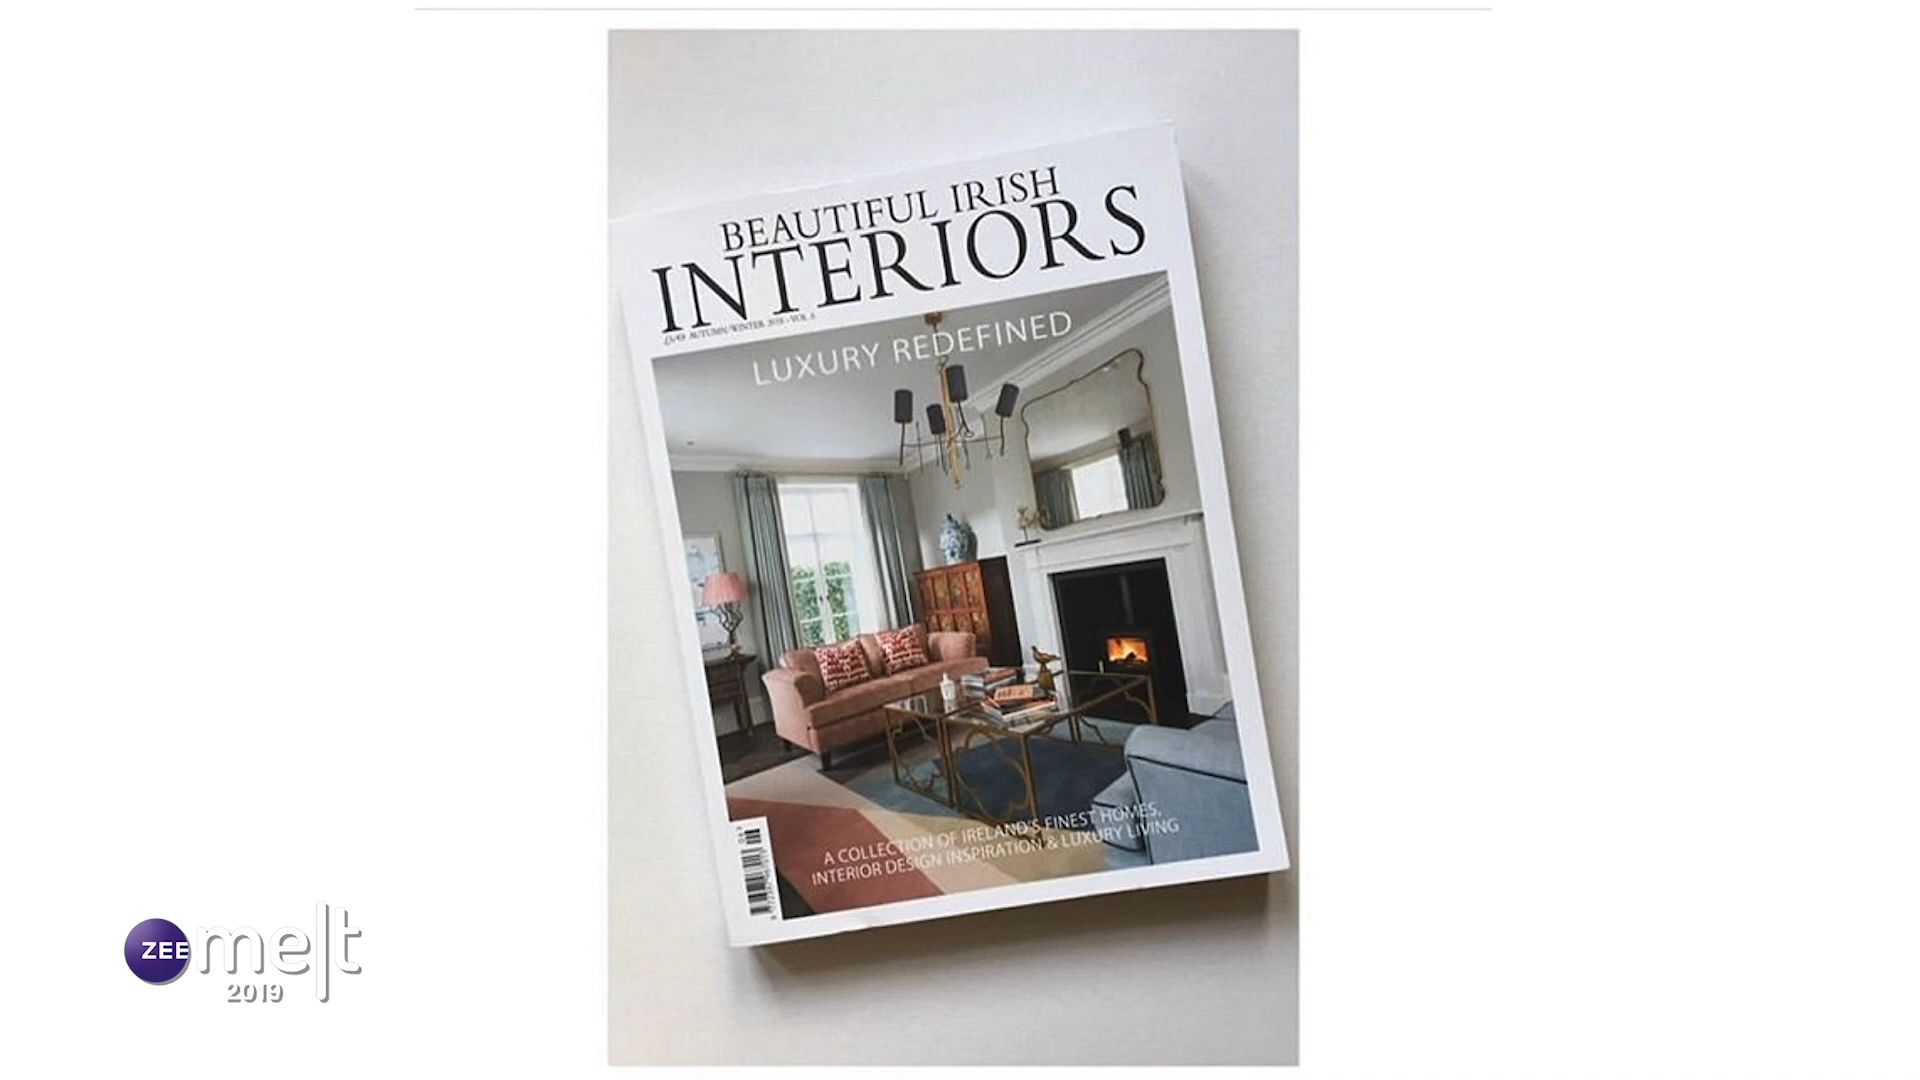 BEAUTIFUL IRISH
INTERIORS
AUTUMN/WINTER VOL.
LUXURY REDEFINED
A COLLECTION OF IRELAND'S FINEST HOMES,
INTERIOR DESIGN INSPIRATION & LUXURY LIVING
ZEE melt
2019